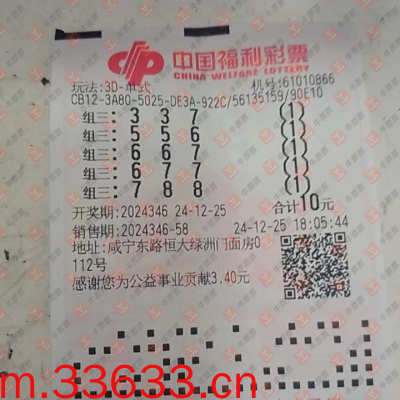 中国福利彩票
CHINA WELFARE LOTTERY
玩法:3D-单式 机号:61010866
CB12-3A80-5025-DE3A-922C/56135159/90E10
组三: 3 3 7 (1)
组三: 5 5 6 (1)
组三: 6 6 7 (1)
组三: 6 7 7 (1)
组三: 7 8 8 (1)
开奖期:2024346 24-12-25 合计10元
销售期:2024346-58 24-12-25 18:05:44
地址:咸宁东路恒大绿洲门面房0
112号
感谢您为公益事业贡献3.40元
m.33633.cn